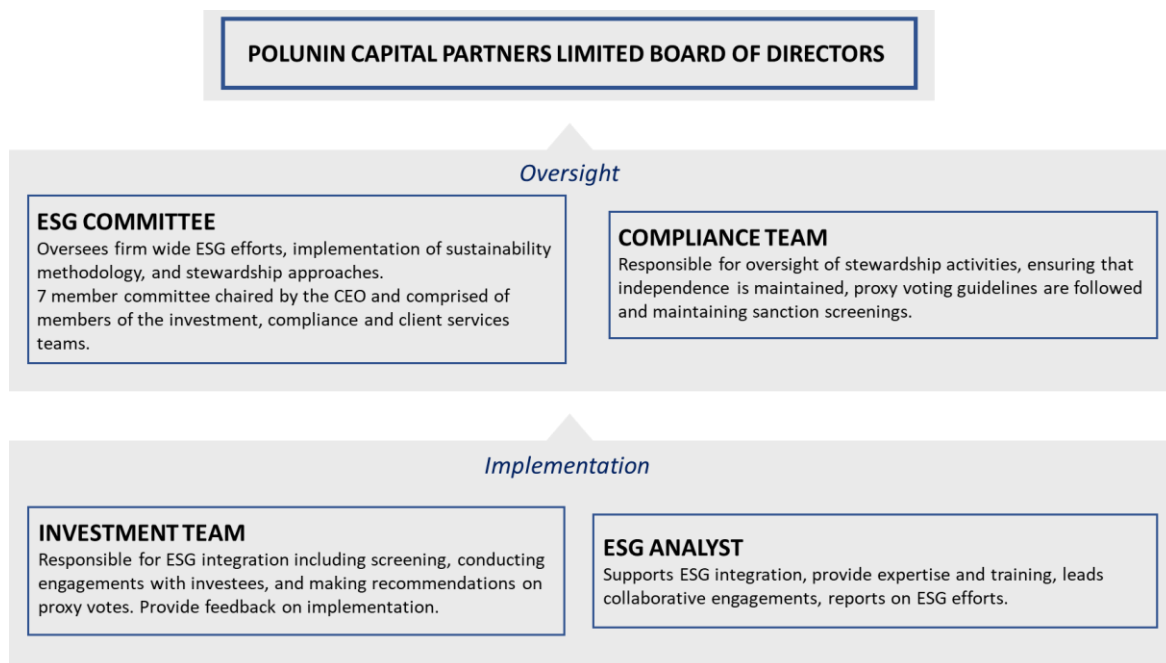 POLUNIN CAPITAL PARTNERS LIMITED BOARD OF DIRECTORS
Oversight
ESG COMMITTEE
Oversees firm wide ESG efforts, implementation of sustainability
methodology, and stewardship approaches.
7 member committee chaired by the CEO and comprised of
members of the investment, compliance and client services
teams.
COMPLIANCE TEAM
Responsible for oversight of stewardship activities, ensuring that
independence is maintained, proxy voting guidelines are followed
and maintaining sanction screenings.
Implementation
INVESTMENT TEAM
Responsible for ESG integration including screening, conducting
engagements with investees, and making recommendations on
proxy votes. Provide feedback on implementation.
ESG ANALYST
Supports ESG integration, provide expertise and training, leads
collaborative engagements, reports on ESG efforts.